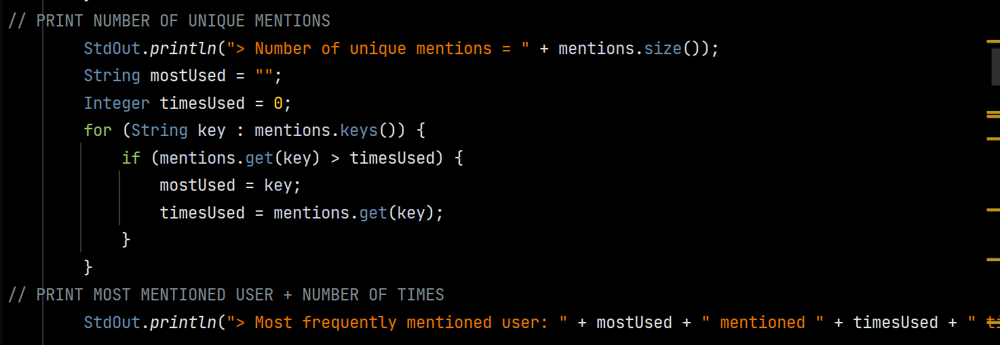 }
// PRINT NUMBER OF UNIQUE MENTIONS
StdOut.println("> Number of unique mentions = " + mentions.size());
String mostUsed = "";
Integer timesUsed = 0;
for (String key : mentions.keys()) {
if (mentions.get(key) > timesUsed) {
mostUsed = key;
timesUsed = mentions.get(key);
}
}
// PRINT MOST MENTIONED USER + NUMBER OF TIMES
StdOut.println("> Most frequently mentioned user: " + mostUsed + " mentioned " + timesUsed + "